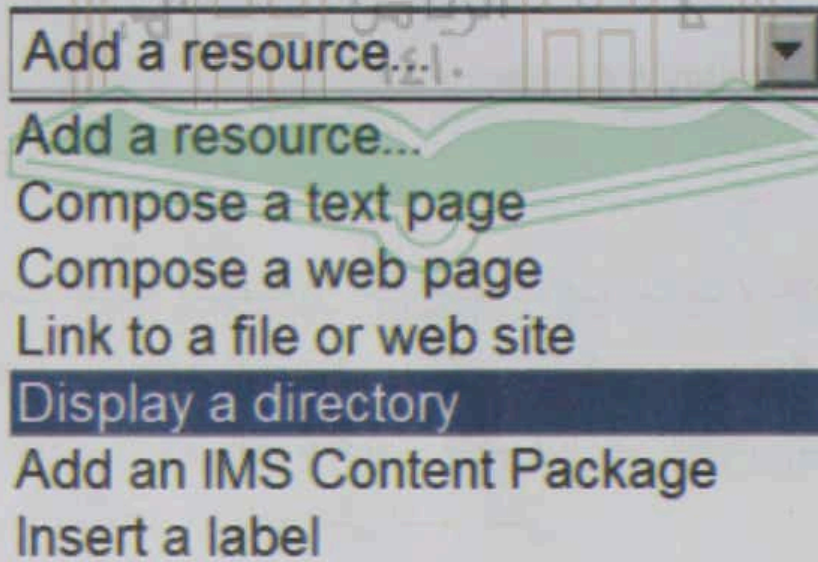 Add a resource...
١٤١٠
Add a resource...
Compose a text page
Compose a web page
Link to a file or web site
Display a directory
Add an IMS Content Package
Insert a label